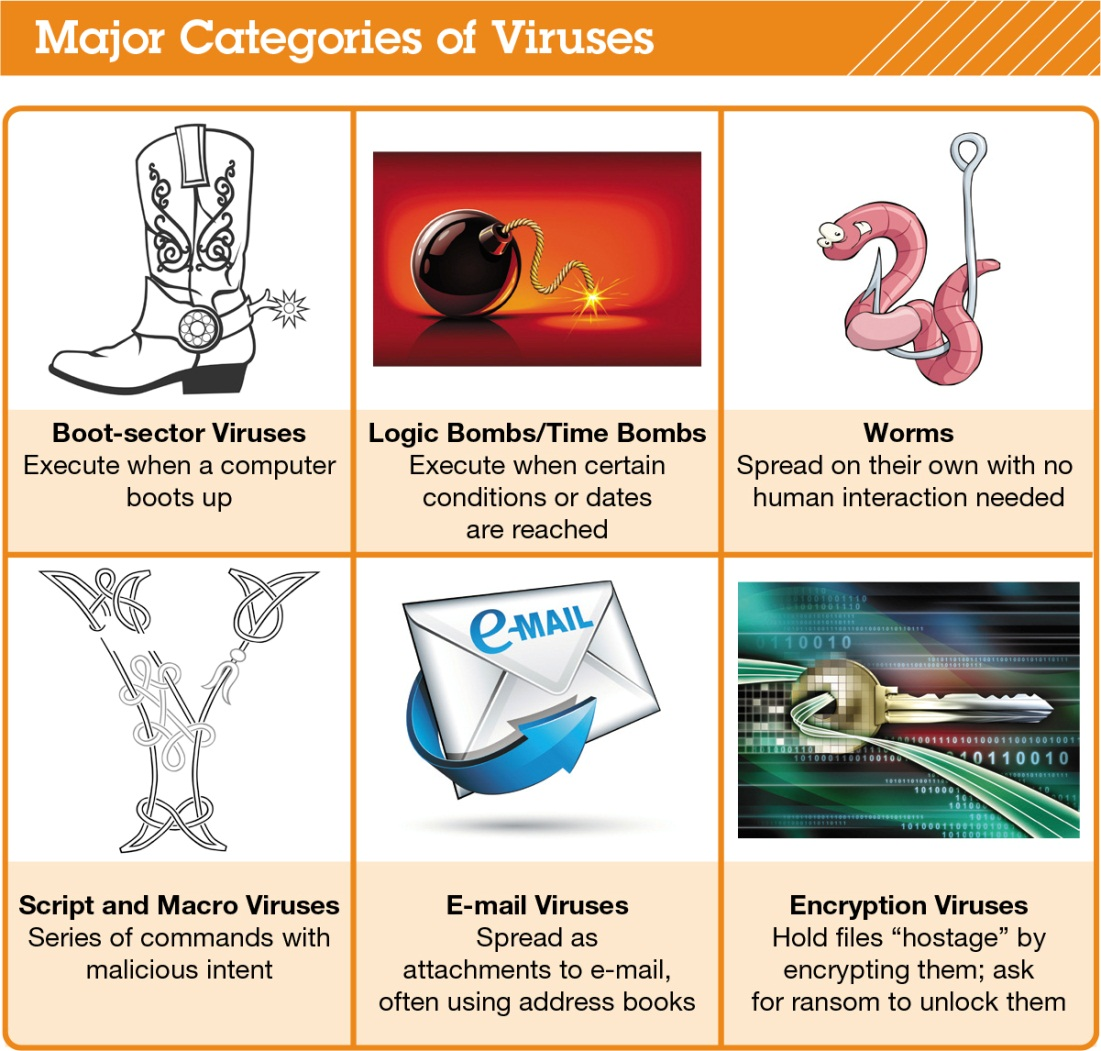 Major Categories of Viruses
Boot-sector Viruses
Execute when a computer
boots up
Logic Bombs/Time Bombs
Execute when certain
conditions or dates
are reached
Worms
Spread on their own with no
human interaction needed
e-MAIL
110010
0110010
Script and Macro Viruses
Series of commands with
malicious intent
E-mail Viruses
Spread as
attachments to e-mail,
often using address books
Encryption Viruses
Hold files “hostage” by
encrypting them; ask
for ransom to unlock them